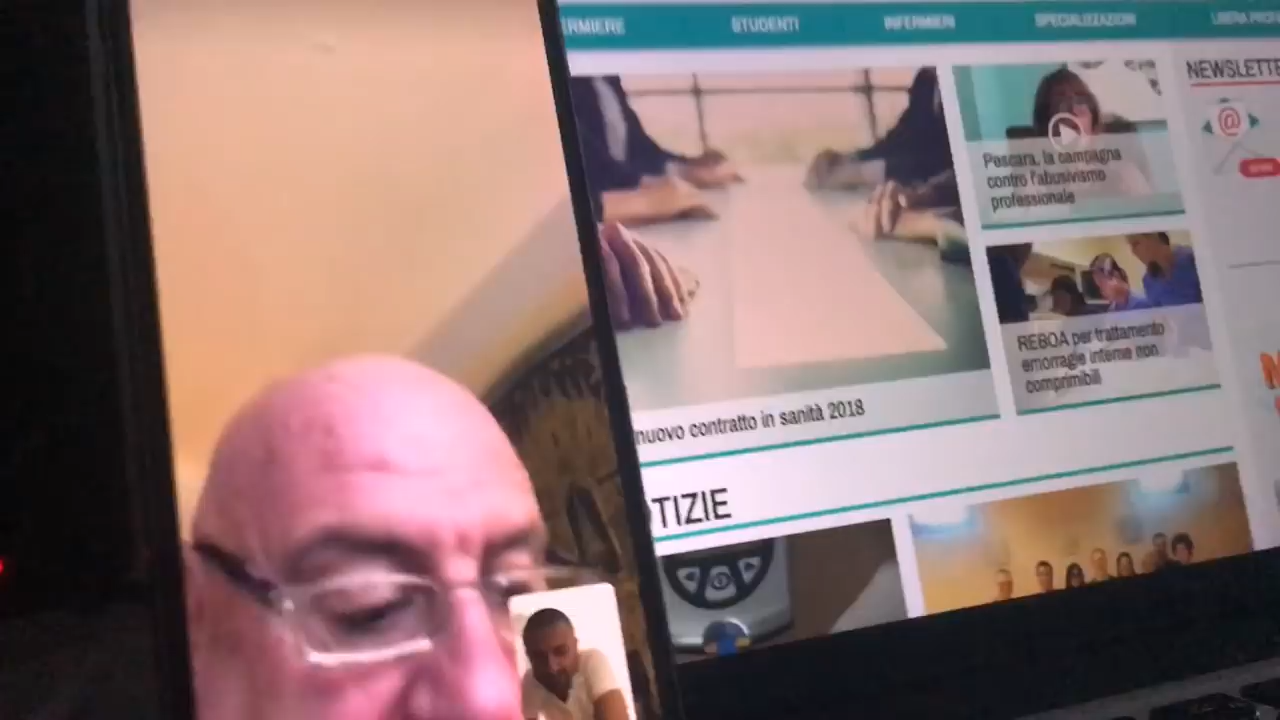 ERMIERE
STUDENTI
INFERMIERI
SPECIALIZZAZIONI
LIBERA
NEWSLETTE
@
Pescara, la campagna
contro l'abusivismo
professionale
REBOA per trattamento
emorragie interne non
comprimibili
nuovo contratto in sanità 2018
TIZIE